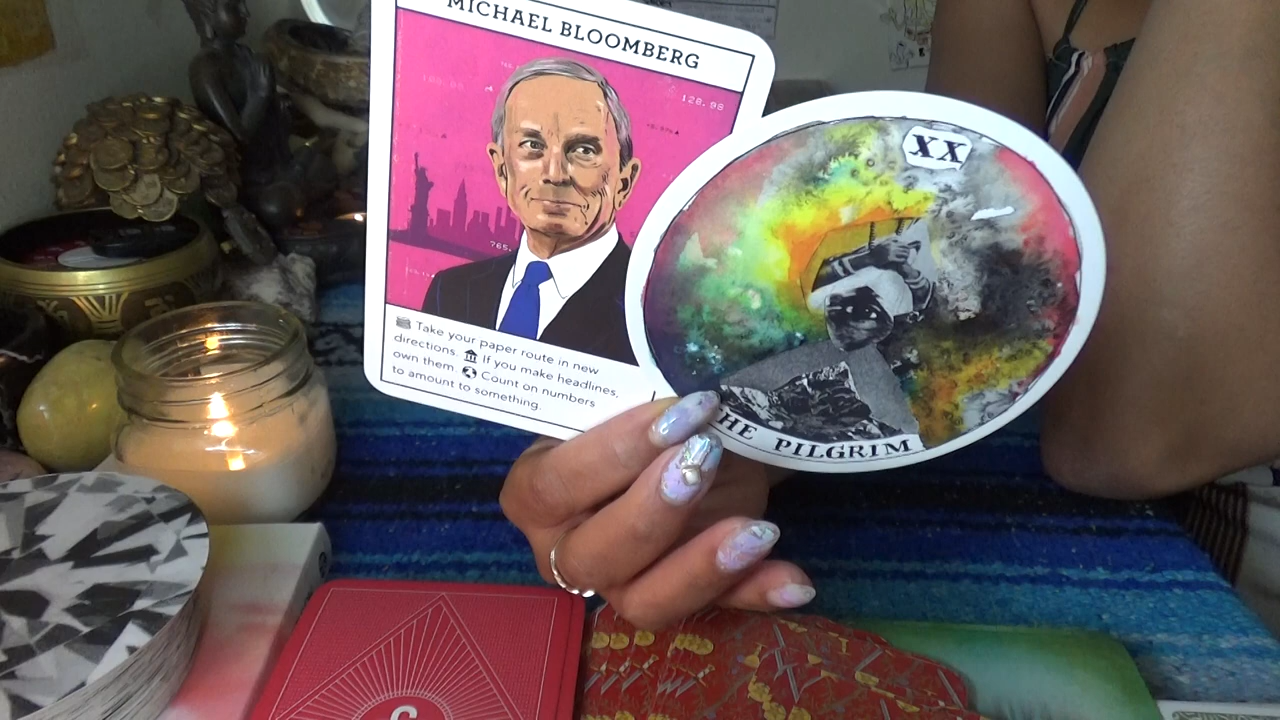 MICHAEL BLOOMBERG
128.98
765.
Take your paper route in new
directions. If you make headlines,
own them. Count on numbers
to amount to something.
XX
THE PILGRIM